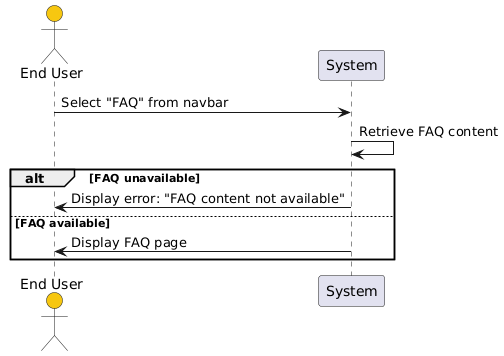 End User
System
Select "FAQ" from navbar
Retrieve FAQ content
alt [FAQ unavailable]
Display error: "FAQ content not available"
[FAQ available]
Display FAQ page
End User
System